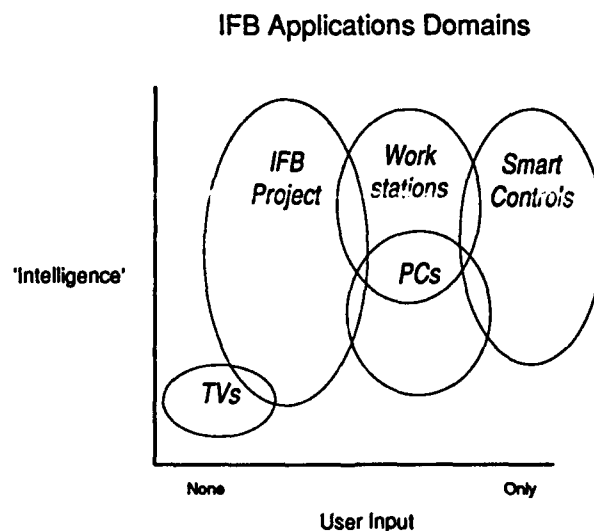 IFB Applications Domains
IFB
Project
Work
stations
Smart
Controls
'intelligence'
PCs
TVs
None
Only
User Input